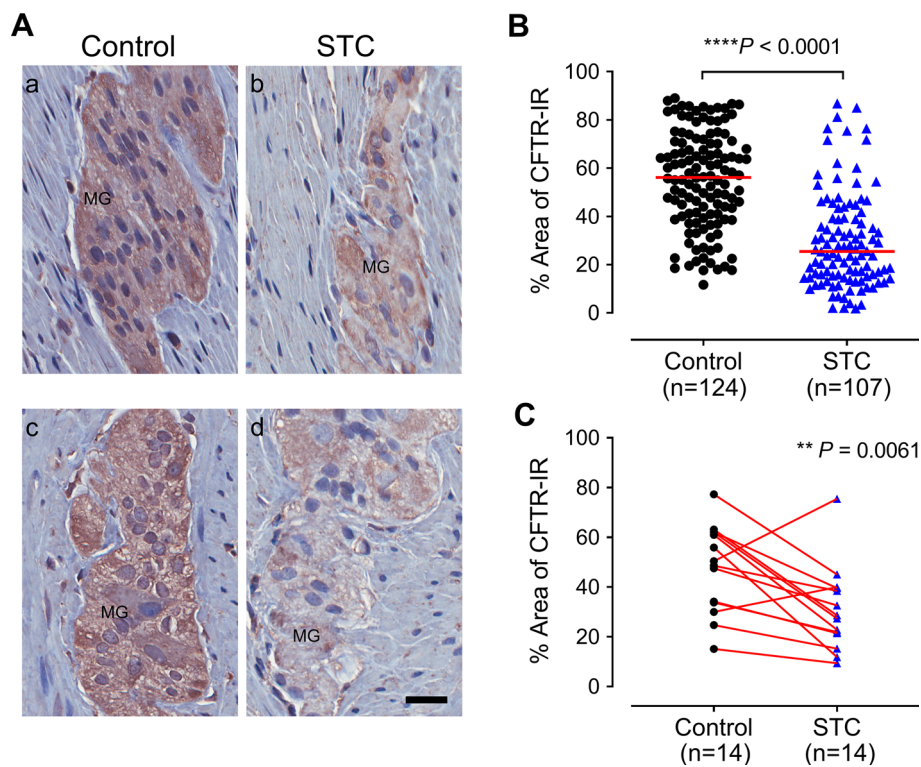 A
Control
STC
a
b
MG
MG
c
d
MG
MG
B
****P < 0.0001
% Area of CFTR-IR
100
80
60
40
20
0
Control
(n=124)
STC
(n=107)
C
** P = 0.0061
% Area of CFTR-IR
100
80
60
40
20
0
Control
(n=14)
STC
(n=14)